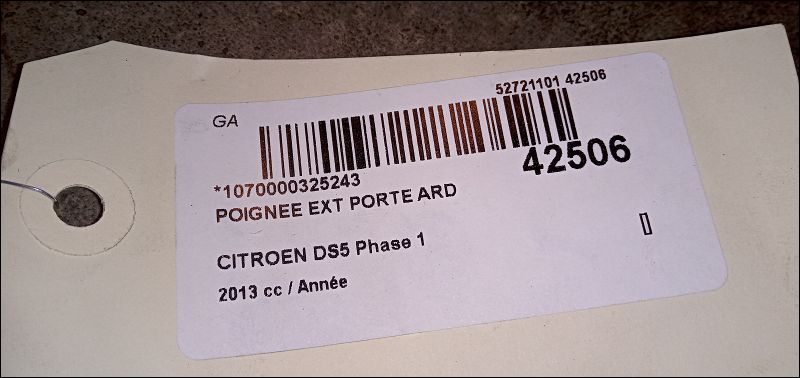 52721101 42506
GA
42506
*1070000325243
POIGNEE EXT PORTE ARD
CITROEN DS5 Phase 1
2013 cc / Année